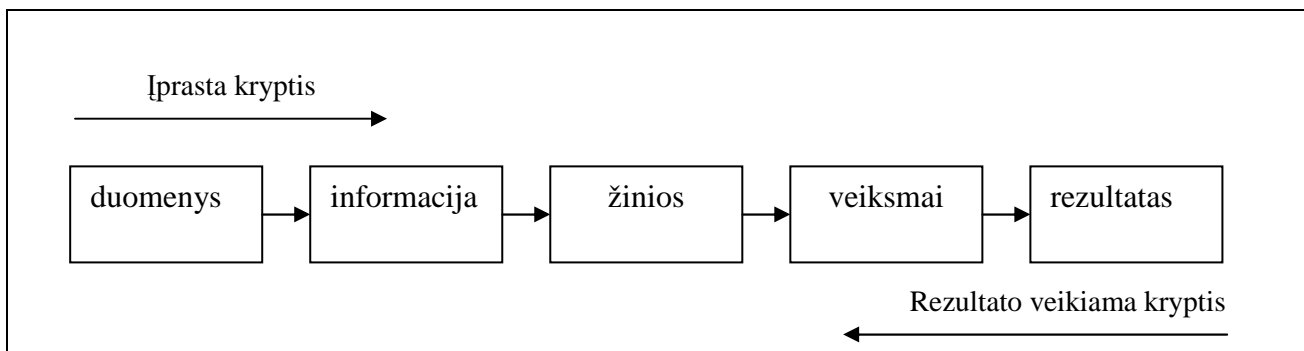 Įprasta kryptis
duomenys informacija žinios veiksmai rezultatas
Rezultato veikiama kryptis